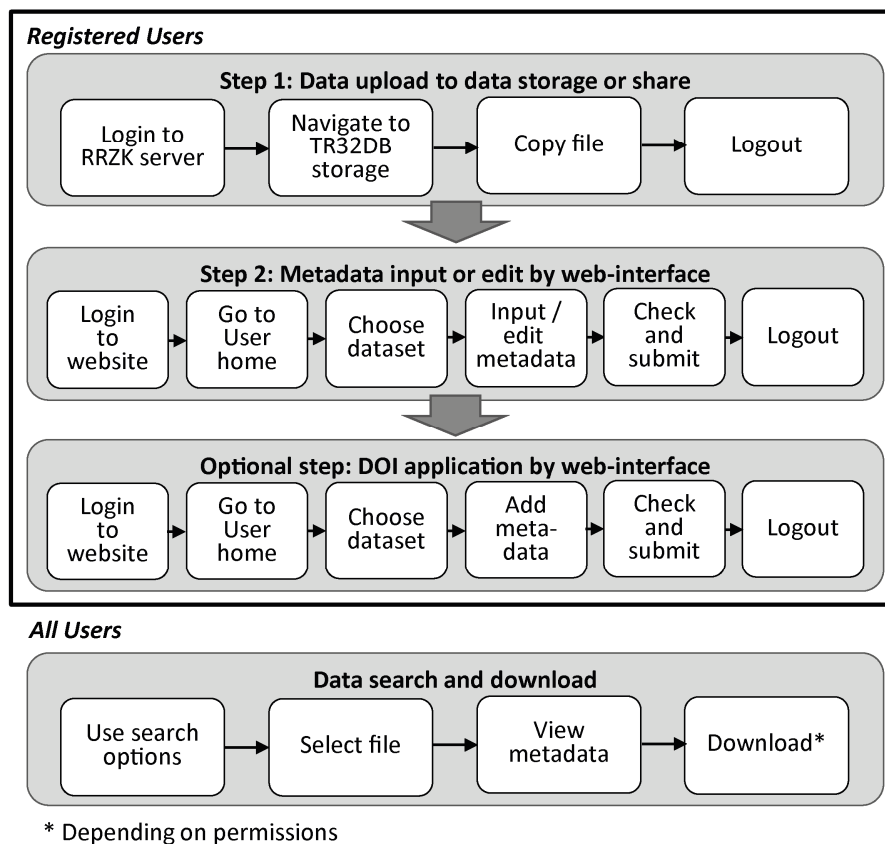 Registered Users
Step 1: Data upload to data storage or share
Login to
RRZK server
Navigate to
TR32DB
storage
Copy file
Logout
Step 2: Metadata input or edit by web-interface
Login
to
website
Go to
User
home
Choose
dataset
Input /
edit
metadata
Check
and
submit
Logout
Optional step: DOI application by web-interface
Login
to
website
Go to
User
home
Choose
dataset
Add
meta-
data
Check
and
submit
Logout
All Users
Data search and download
Use search
options
Select file
View
metadata
Download*
* Depending on permissions